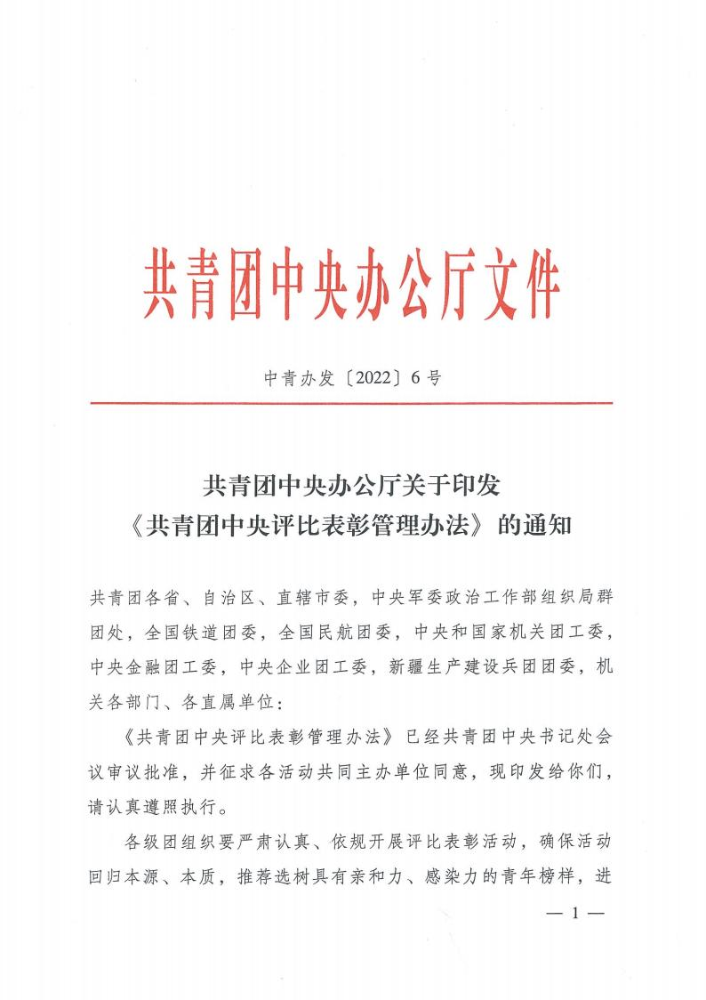 共青团中央办公厅文件
中青办发〔2022〕6号
共青团中央办公厅关于印发
《共青团中央评比表彰管理办法》的通知
共青团各省、自治区、直辖市委，中央军委政治工作部组织局群
团处，全国铁道团委，全国民航团委，中央和国家机关团工委，
中央金融团工委，中央企业团工委，新疆生产建设兵团团委，机
关各部门、各直属单位：
《共青团中央评比表彰管理办法》已经共青团中央书记处会
议审议批准，并征求各活动共同主办单位同意，现印发给你们，
请认真遵照执行。
各级团组织要严肃认真、依规开展评比表彰活动，确保活动
回归本源、本质，推荐选树具有亲和力、感染力的青年榜样，进
— 1 —